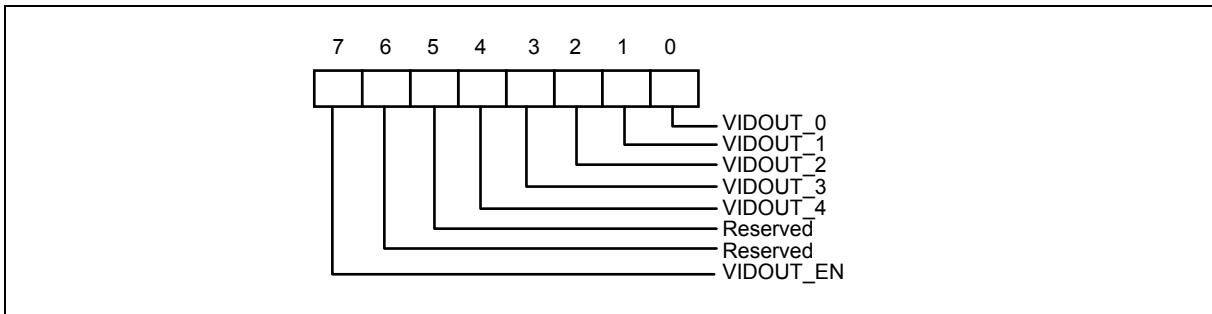 7 6 5 4 3 2 1 0
VIDOUT_0
VIDOUT_1
VIDOUT_2
VIDOUT_3
VIDOUT_4
Reserved
Reserved
VIDOUT_EN